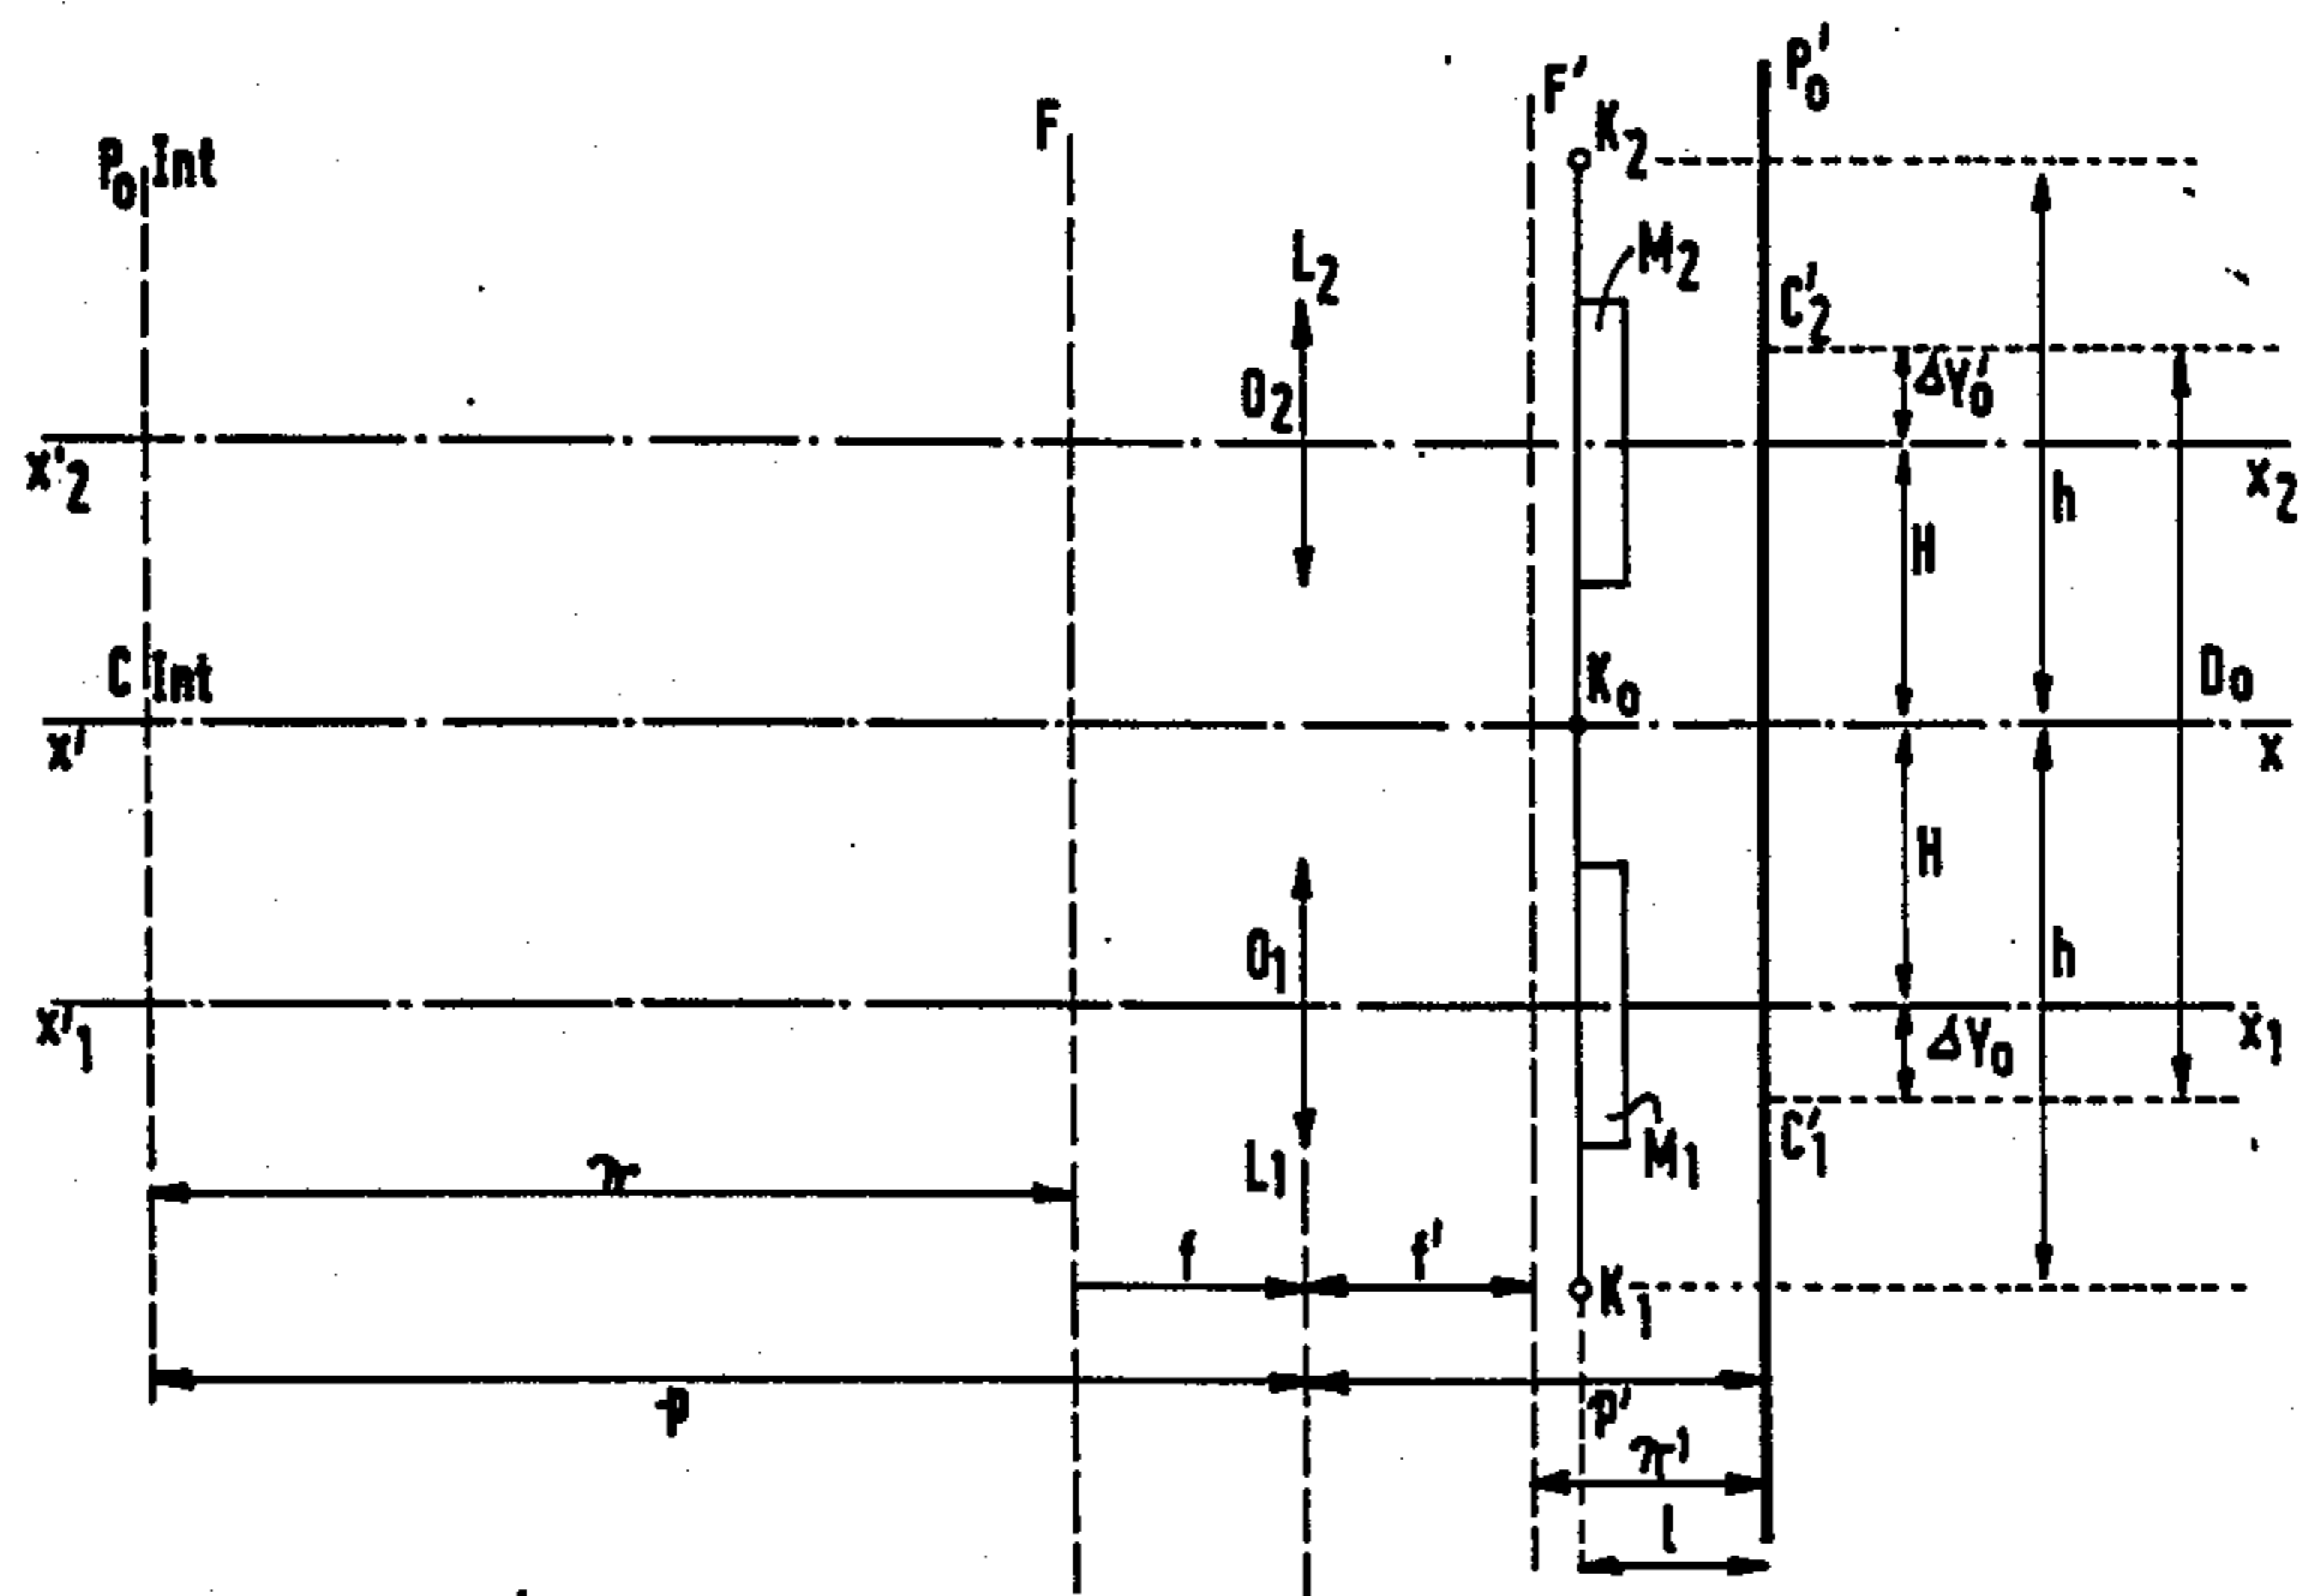 P'₀
F'
F
K₂
P₀ Int
M₂
L₂
C'₂
ΔY'₀
O₂
x'₂
x₂
h
H
C Int
K₀
D₀
x'
x
H
O₁
h
x'₁
x₁
ΔY₀
C'₁
M₁
L₁
π
f
f'
K₁
p
p'
π'
l